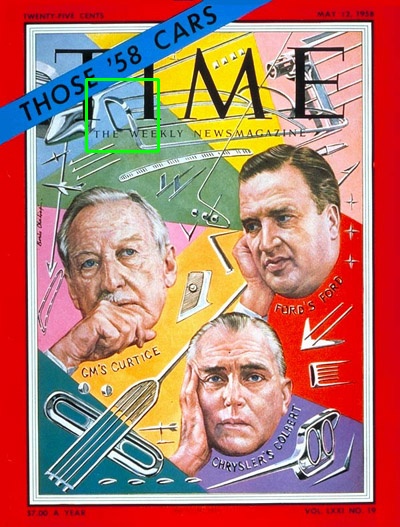 TWENTY-FIVE CENTS
MAY 12, 1958
THOSE '58 CARS
TIME
THE WEEKLY NEWSMAGAZINE
FORD'S FORD
GM'S CURTICE
CHRYSLER'S COLBERT
$7.00 A YEAR
VOL. LXXI NO. 19